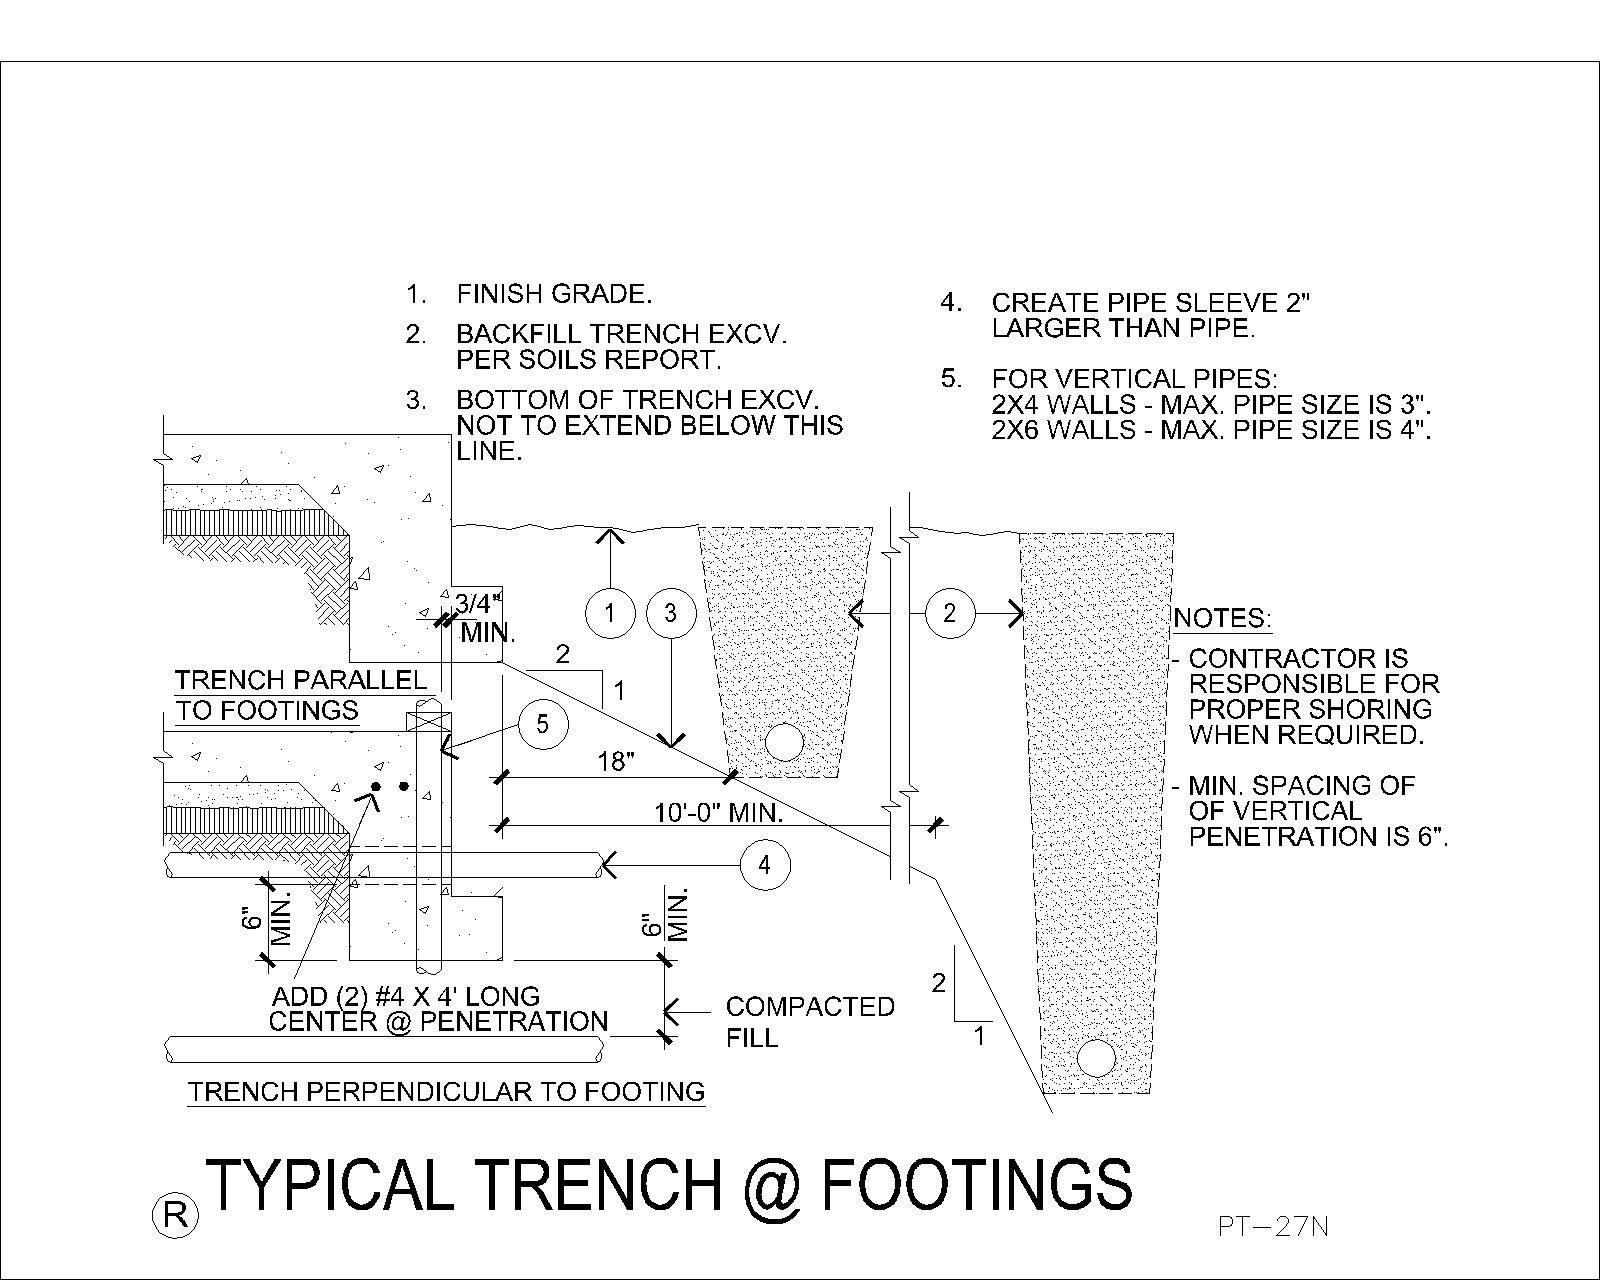 1. FINISH GRADE.
2. BACKFILL TRENCH EXCV.
PER SOILS REPORT.
3. BOTTOM OF TRENCH EXCV.
NOT TO EXTEND BELOW THIS
LINE.
4. CREATE PIPE SLEEVE 2"
LARGER THAN PIPE.
5. FOR VERTICAL PIPES:
2X4 WALLS - MAX. PIPE SIZE IS 3".
2X6 WALLS - MAX. PIPE SIZE IS 4".
3/4"
MIN.
1
3
2
2
1
TRENCH PARALLEL
TO FOOTINGS
5
18"
10'-0" MIN.
4
NOTES:
- CONTRACTOR IS
RESPONSIBLE FOR
PROPER SHORING
WHEN REQUIRED.
- MIN. SPACING OF
OF VERTICAL
PENETRATION IS 6".
6"
MIN.
6"
MIN.
2
1
ADD (2) #4 X 4' LONG
CENTER @ PENETRATION
COMPACTED
FILL
TRENCH PERPENDICULAR TO FOOTING
R TYPICAL TRENCH @ FOOTINGS
PT-27N